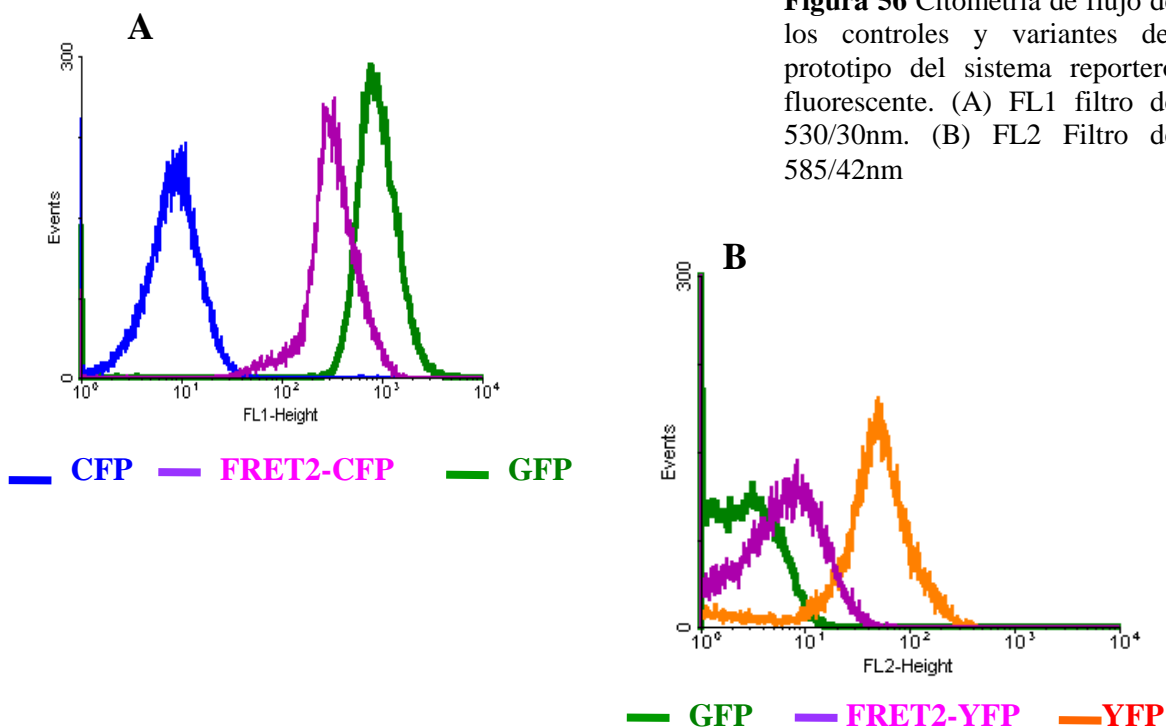 A
Figura 56 Citometría de flujo de
los controles y variantes del
prototipo del sistema reportero
fluorescente. (A) FL1 filtro de
530/30nm. (B) FL2 Filtro de
585/42nm
300
Events
0
10⁰ 10¹ 10² 10³ 10⁴
FL1-Height
CFP FRET2-CFP GFP
B
300
Events
0
10⁰ 10¹ 10² 10³ 10⁴
FL2-Height
GFP FRET2-YFP YFP